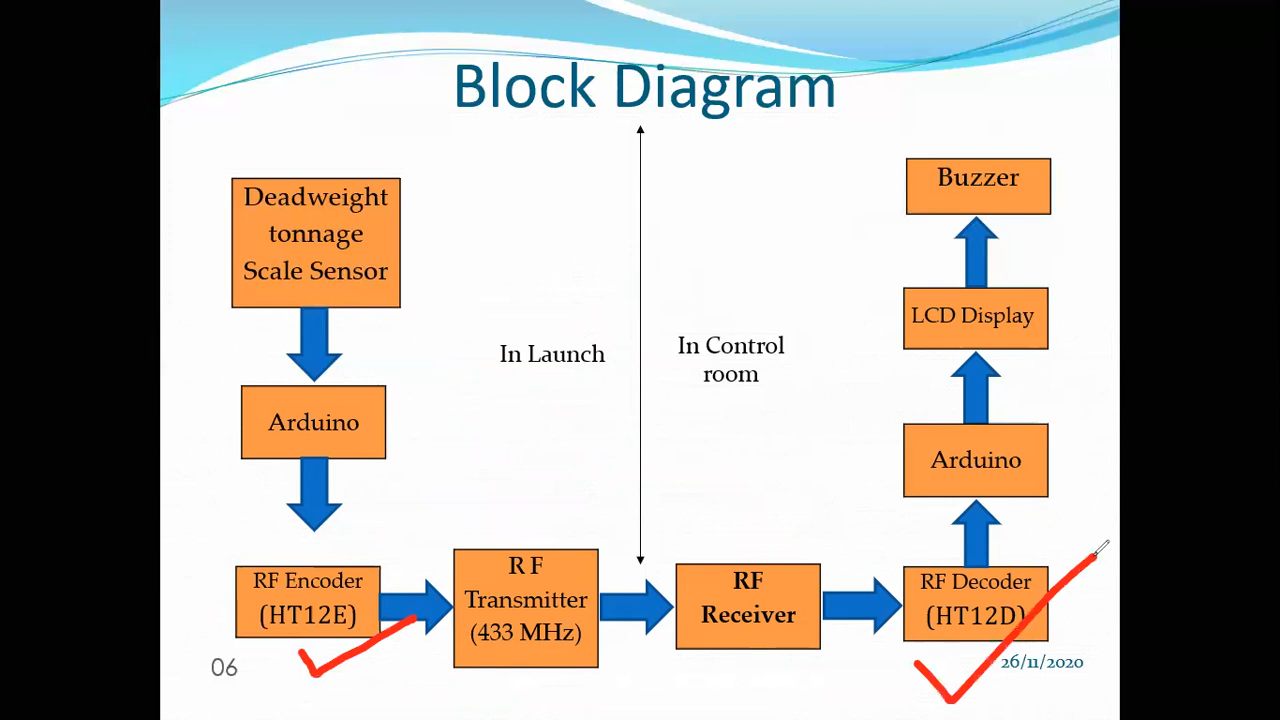 Block Diagram
Deadweight
tonnage
Scale Sensor
Arduino
RF Encoder
(HT12E)
R F
Transmitter
(433 MHz)
In Launch
In Control
room
RF
Receiver
RF Decoder
(HT12D)
Arduino
LCD Display
Buzzer
06
26/11/2020